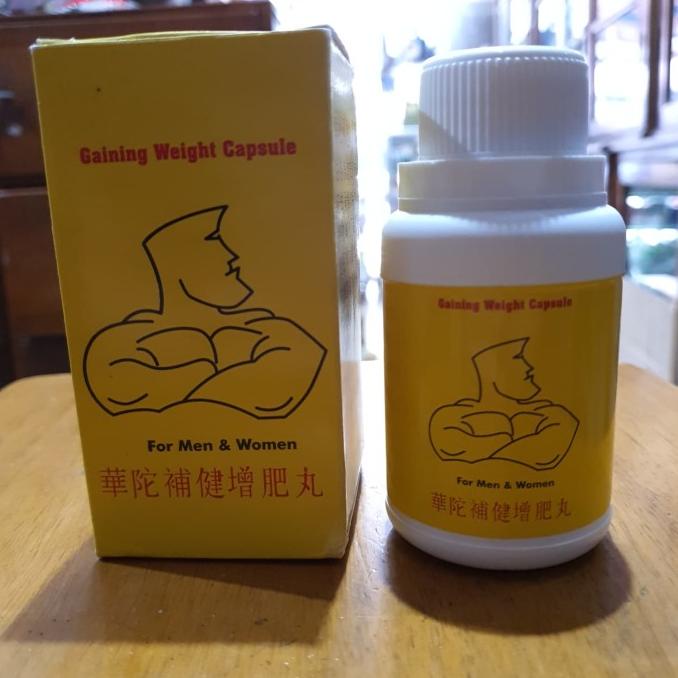 Gaining Weight Capsule
For Men & Women
華陀補健增肥丸
Gaining Weight Capsule
For Men & Women
華陀補健增肥丸